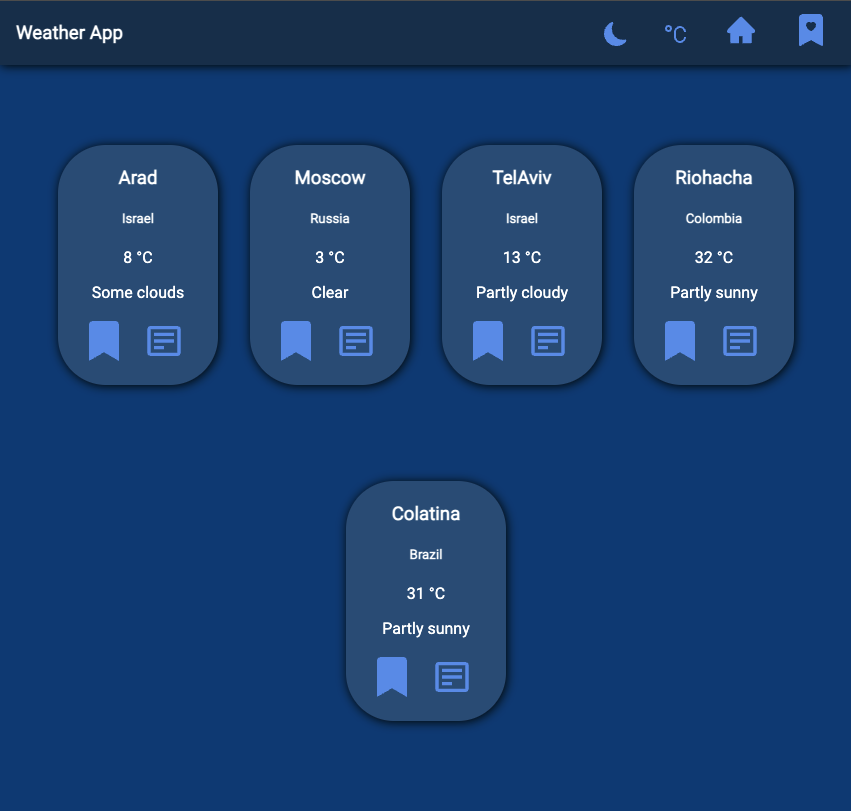 Weather App
°C
Arad
Israel
8 °C
Some clouds
Moscow
Russia
3 °C
Clear
TelAviv
Israel
13 °C
Partly cloudy
Riohacha
Colombia
32 °C
Partly sunny
Colatina
Brazil
31 °C
Partly sunny